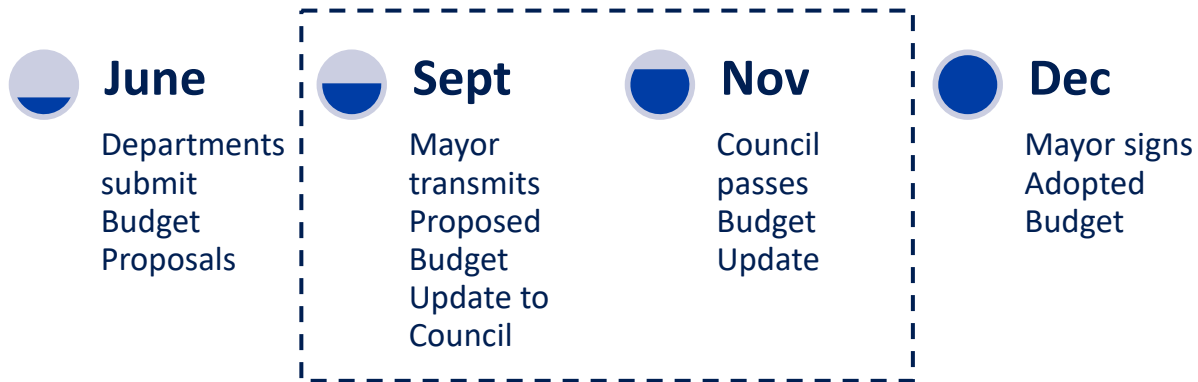 June
Departments
submit
Budget
Proposals
Sept
Mayor
transmits
Proposed
Budget
Update to
Council
Nov
Council
passes
Budget
Update
Dec
Mayor signs
Adopted
Budget